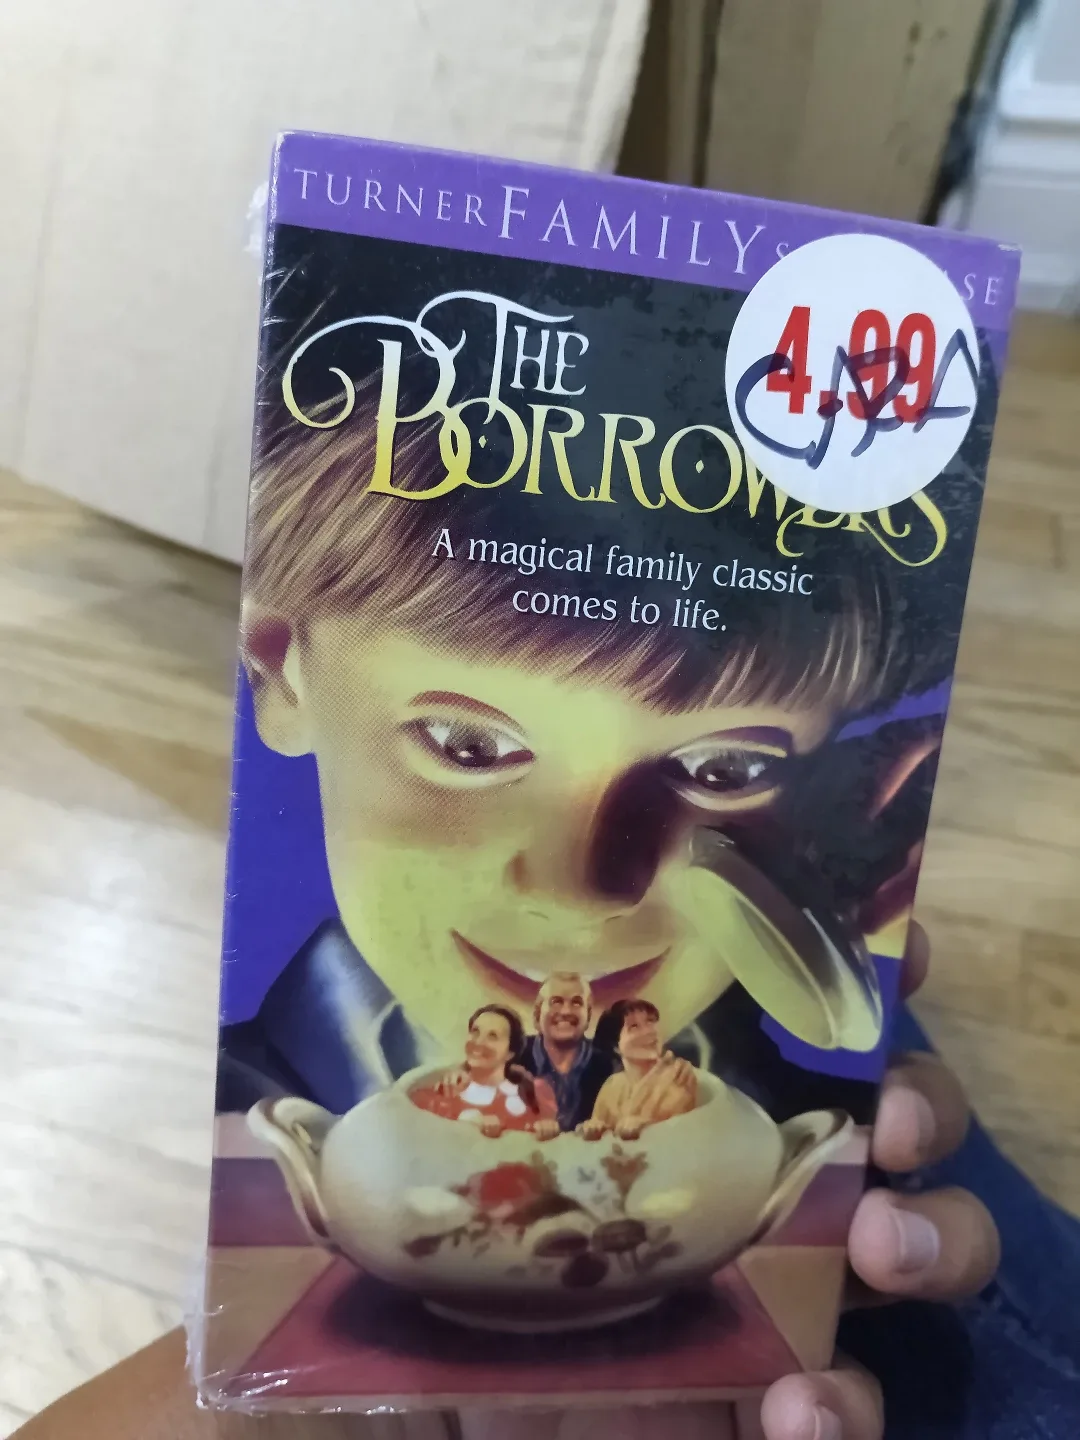 TURNER FAMILY
4.99
THE
BORROWERS
A magical family classic
comes to life.